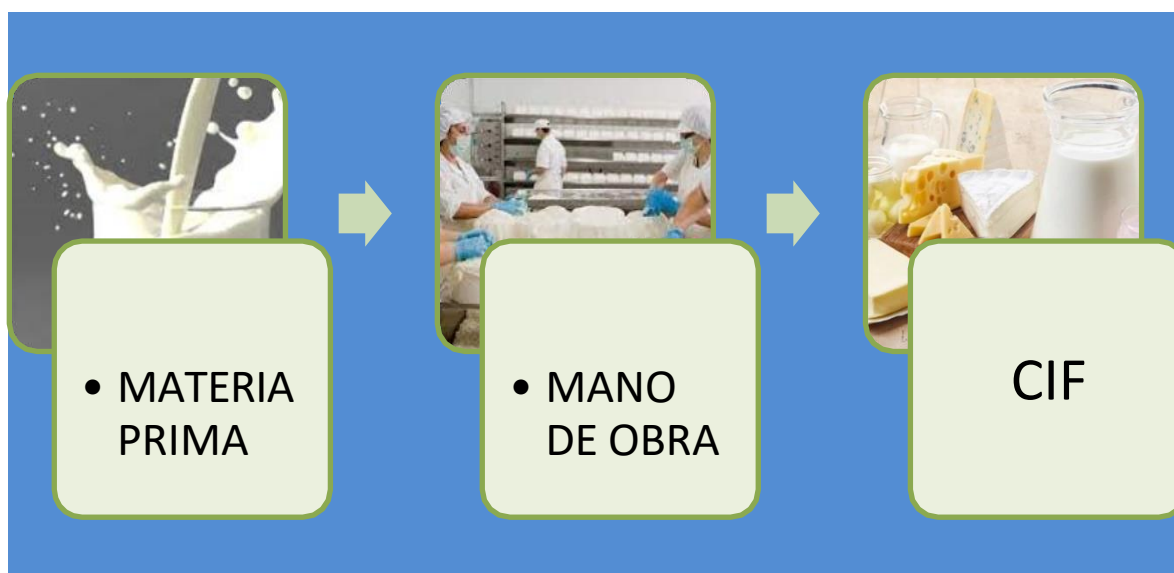 • MATERIA
PRIMA
• MANO
DE OBRA
CIF